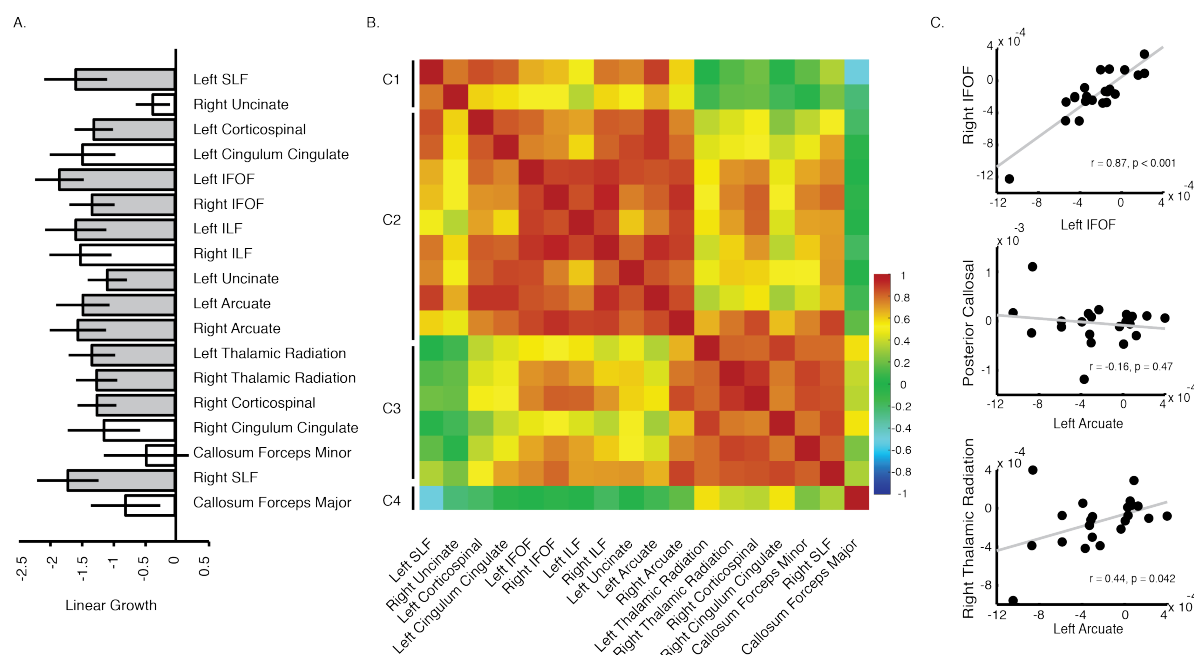 A.
Left SLF
Right Uncinate
Left Corticospinal
Left Cingulum Cingulate
Left IFOF
Right IFOF
Left ILF
Right ILF
Left Uncinate
Left Arcuate
Right Arcuate
Left Thalamic Radiation
Right Thalamic Radiation
Right Corticospinal
Right Cingulum Cingulate
Callosum Forceps Minor
Right SLF
Callosum Forceps Major
-2.5
-2
-1.5
-1
-0.5
0
0.5
Linear Growth
B.
C1
C2
C3
C4
Left SLF
Right Uncinate
Left Corticospinal
Left Cingulum Cingulate
Left IFOF
Right IFOF
Left ILF
Right ILF
Left Uncinate
Left Arcuate
Right Arcuate
Left Thalamic Radiation
Right Thalamic Radiation
Right Corticospinal
Right Cingulum Cingulate
Callosum Forceps Minor
Right SLF
Callosum Forceps Major
1
0.8
0.6
0.4
0.2
0
-0.2
-0.4
-0.6
-0.8
-1
C.
x 10 -4
4
0
-4
-8
-12
Right IFOF
r = 0.87, p < 0.001
-12 -8 -4 0 4
x 10 -4
Left IFOF
x 10 -3
1
0
-1
Posterior Callosal
r = -0.16, p = 0.47
-12 -8 -4 0 4
x 10 -4
Left Arcuate
x 10 -4
4
0
-4
-8
Right Thalamic Radiation
r = 0.44, p = 0.042
-12 -8 -4 0 4
x 10 -4
Left Arcuate